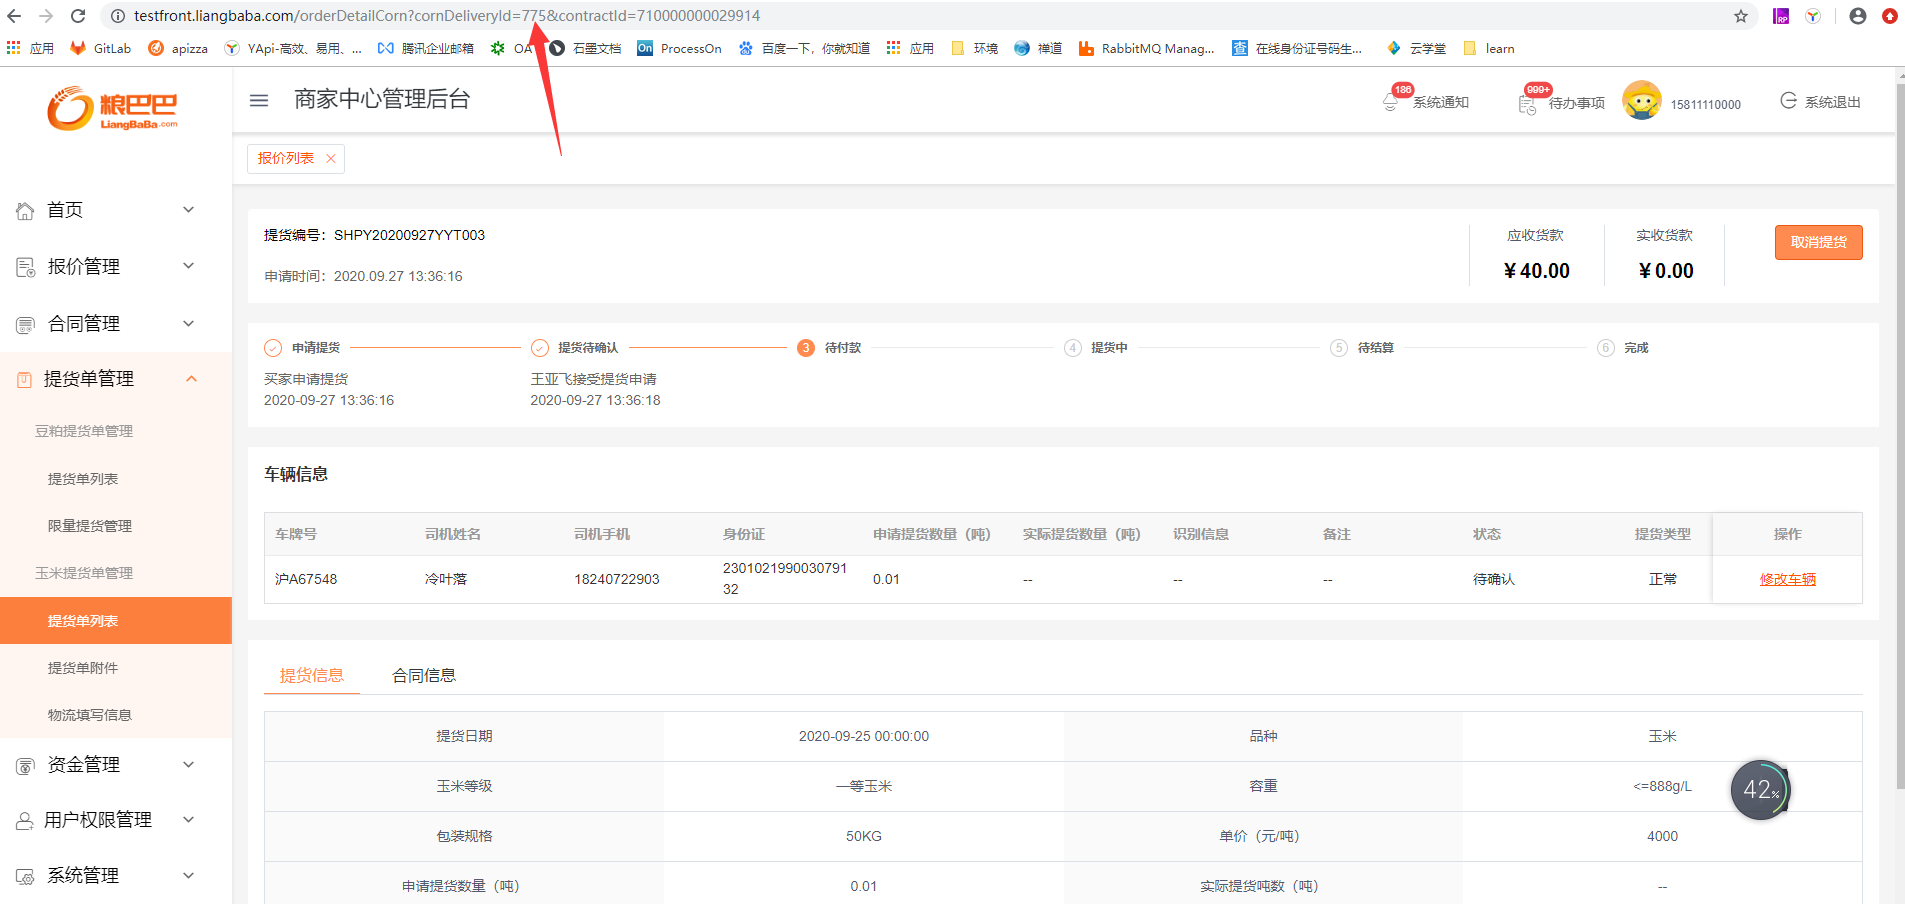 testfront.liangbaba.com/orderDetailCorn?cornDeliveryId=775&contractId=710000000029914
应用 GitLab apizza YApi-高效、易用、... 腾讯企业邮箱 OA 石墨文档 ProcessOn 百度一下，你就知道 应用 环境 禅道 RabbitMQ Manag... 在线身份证号码生... 云学堂 learn
粮巴巴
LiangBaBa.com
商家中心管理后台
186 系统通知
999+ 待办事项
15811110000
系统退出
报价列表 ×
首页
报价管理
合同管理
提货单管理
豆粕提货单管理
提货单列表
限量提货管理
玉米提货单管理
提货单列表
提货单附件
物流填写信息
资金管理
用户权限管理
系统管理
提货编号：SHPY20200927YYT003
申请时间：2020.09.27 13:36:16
应收货款
¥40.00
实收货款
¥0.00
取消提货
申请提货 提货待确认 3 待付款 4 提货中 5 待结算 6 完成
买家申请提货 王亚飞接受提货申请
2020-09-27 13:36:16 2020-09-27 13:36:18
车辆信息
车牌号 司机姓名 司机手机 身份证 申请提货数量（吨） 实际提货数量（吨） 识别信息 备注 状态 提货类型 操作
沪A67548 冷叶落 18240722903 230102199003079132 0.01 -- -- -- 待确认 正常 修改车辆
提货信息 合同信息
提货日期 2020-09-25 00:00:00 品种 玉米
玉米等级 一等玉米 容重 <=888g/L
包装规格 50KG 单价（元/吨） 4000
申请提货数量（吨） 0.01 实际提货吨数（吨） --
42%